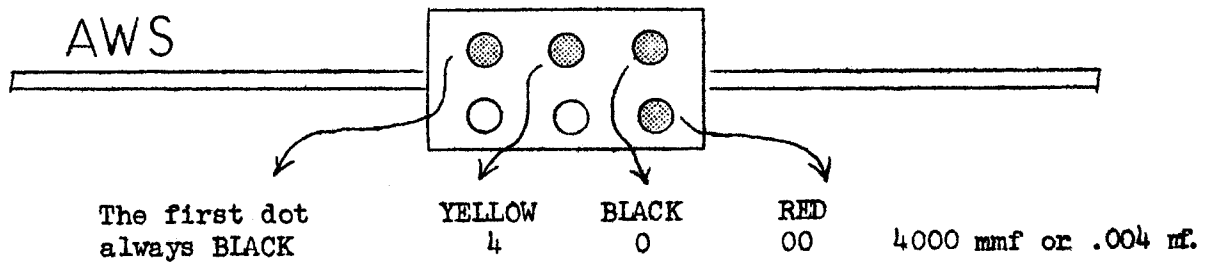 AWS
The first dot YELLOW BLACK RED
always BLACK 4 0 00 4000 mmf or .004 mf.